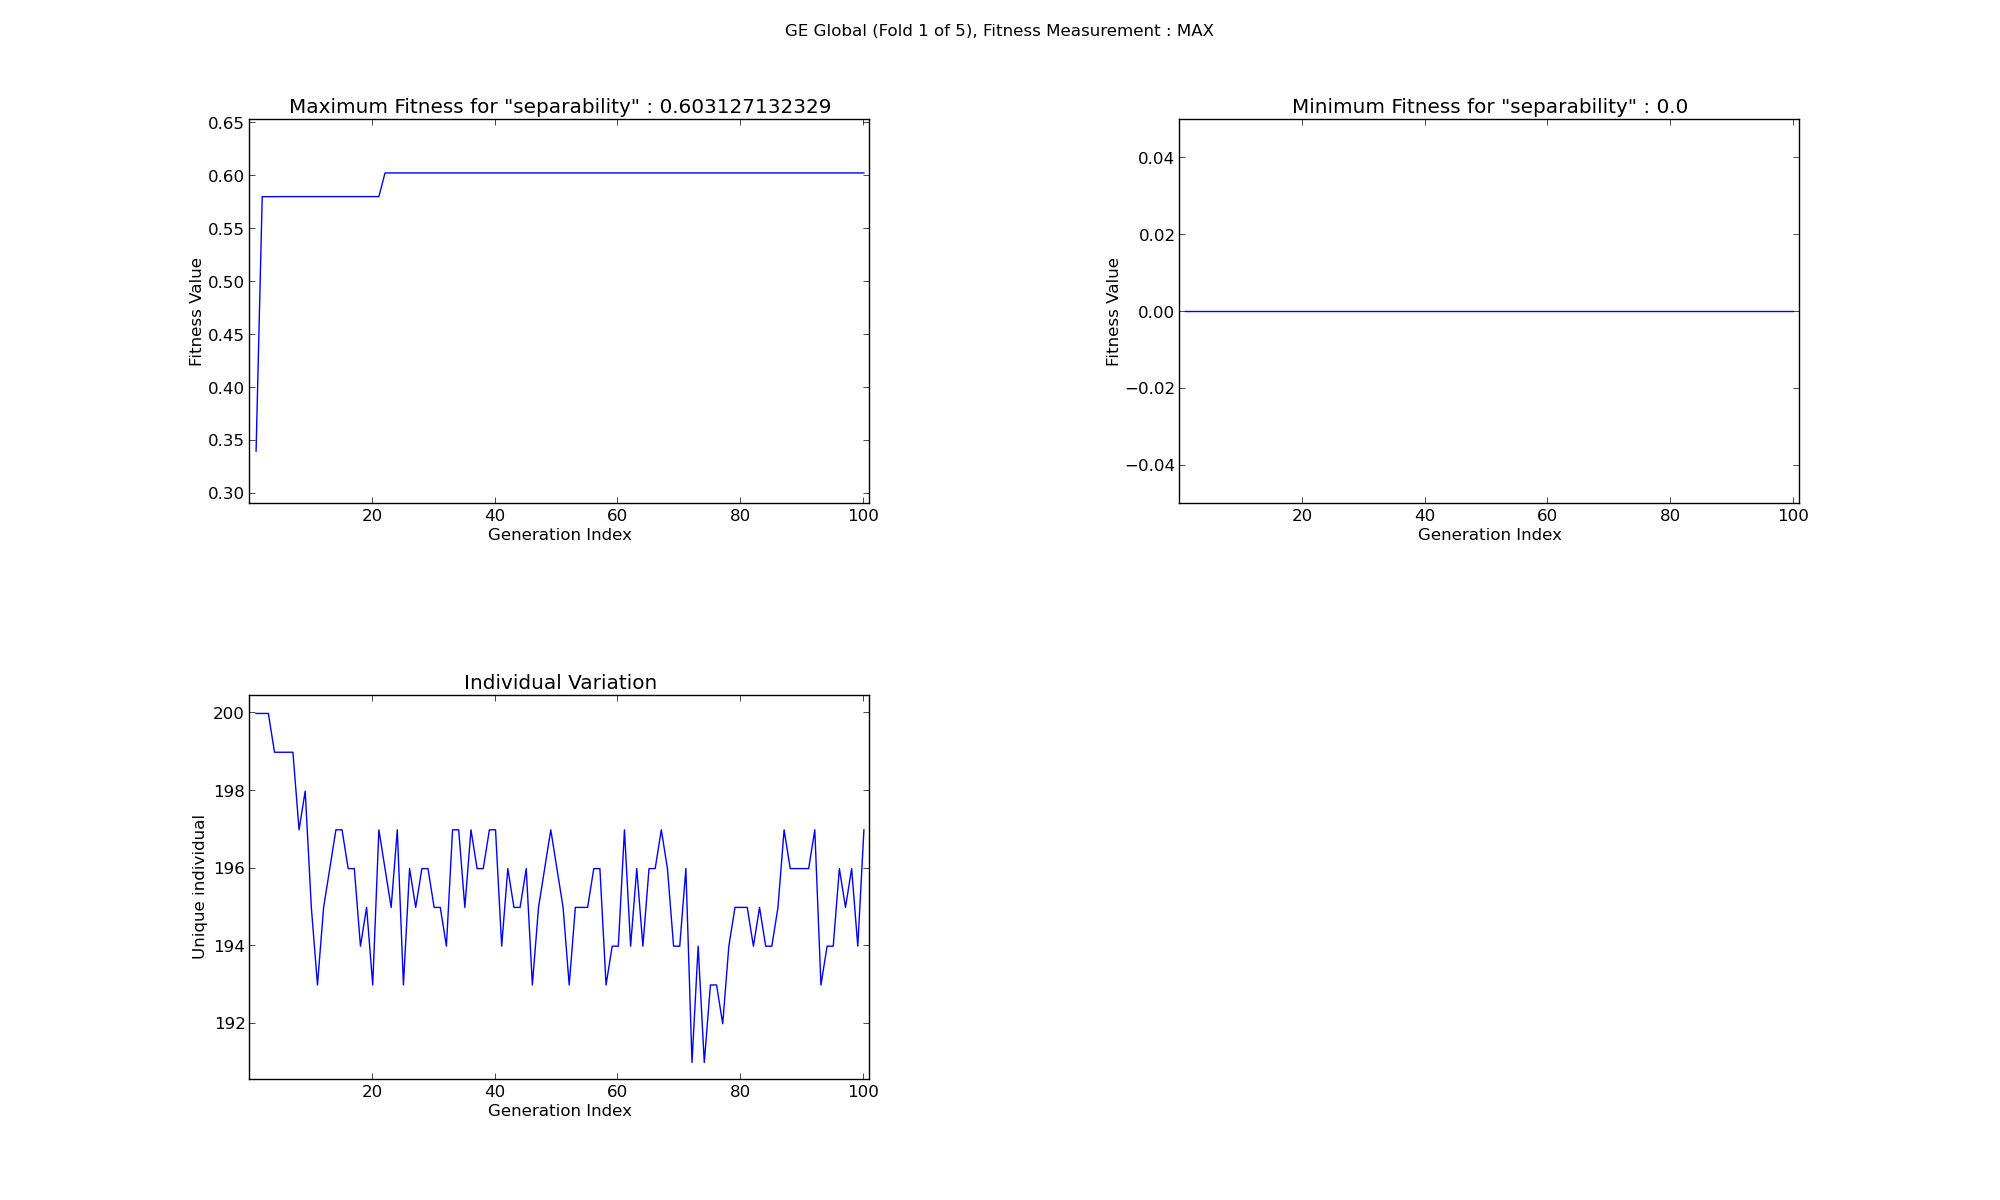 GE Global (Fold 1 of 5), Fitness Measurement : MAX
Maximum Fitness for "separability" : 0.603127132329
0.65
0.60
0.55
0.50
0.45
0.40
0.35
0.30
Fitness Value
20 40 60 80 100
Generation Index
Minimum Fitness for "separability" : 0.0
0.04
0.02
0.00
−0.02
−0.04
Fitness Value
20 40 60 80 100
Generation Index
Individual Variation
200
198
196
194
192
Unique individual
20 40 60 80 100
Generation Index